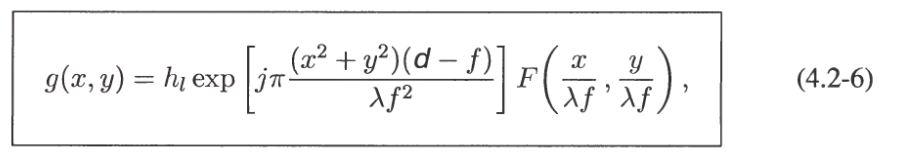 g(x, y) = h_l exp [ jπ (x² + y²)(d − f) / λf² ] F( x/λf , y/λf ) , (4.2-6)